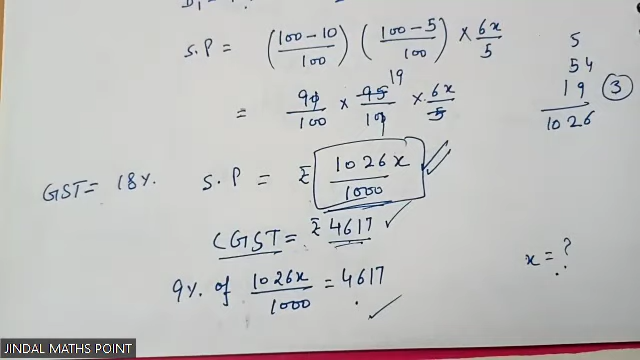 S.P = (100-10/100) (100-5/100) × 6x/5
= 90/100 × 95/100 19 × 6x/5
5
54
19
1026
3
GST = 18%.
S.P = ₹ 1026x/1000
CGST = ₹ 4617
9% of 1026x/1000 = 4617
x = ?
JINDAL MATHS POINT